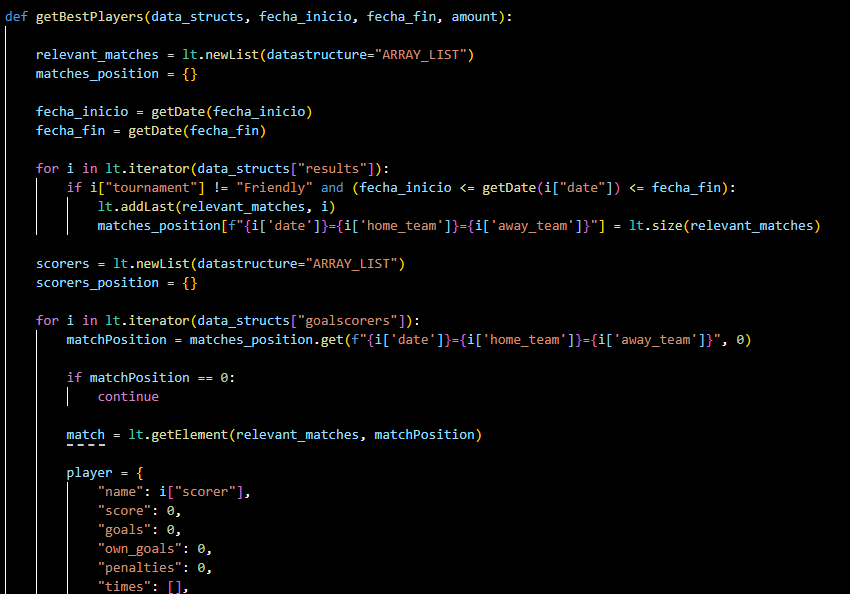 def getBestPlayers(data_structs, fecha_inicio, fecha_fin, amount):
relevant_matches = lt.newList(datastructure="ARRAY_LIST")
matches_position = {}
fecha_inicio = getDate(fecha_inicio)
fecha_fin = getDate(fecha_fin)
for i in lt.iterator(data_structs["results"]):
if i["tournament"] != "Friendly" and (fecha_inicio <= getDate(i["date"]) <= fecha_fin):
lt.addLast(relevant_matches, i)
matches_position[f"{i['date']}={i['home_team']}={i['away_team']}"] = lt.size(relevant_matches)
scorers = lt.newList(datastructure="ARRAY_LIST")
scorers_position = {}
for i in lt.iterator(data_structs["goalscorers"]):
matchPosition = matches_position.get(f"{i['date']}={i['home_team']}={i['away_team']}", 0)
if matchPosition == 0:
continue
match = lt.getElement(relevant_matches, matchPosition)
player = {
"name": i["scorer"],
"score": 0,
"goals": 0,
"own_goals": 0,
"penalties": 0,
"times": [],